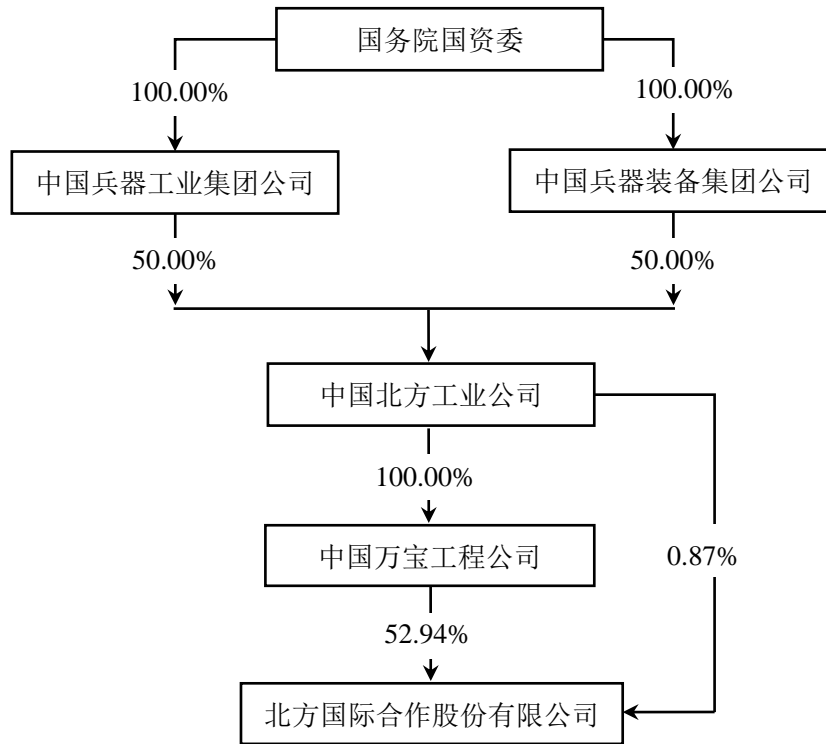 国务院国资委
100.00%
100.00%
中国兵器工业集团公司
中国兵器装备集团公司
50.00%
50.00%
中国北方工业公司
100.00%
中国万宝工程公司
0.87%
52.94%
北方国际合作股份有限公司